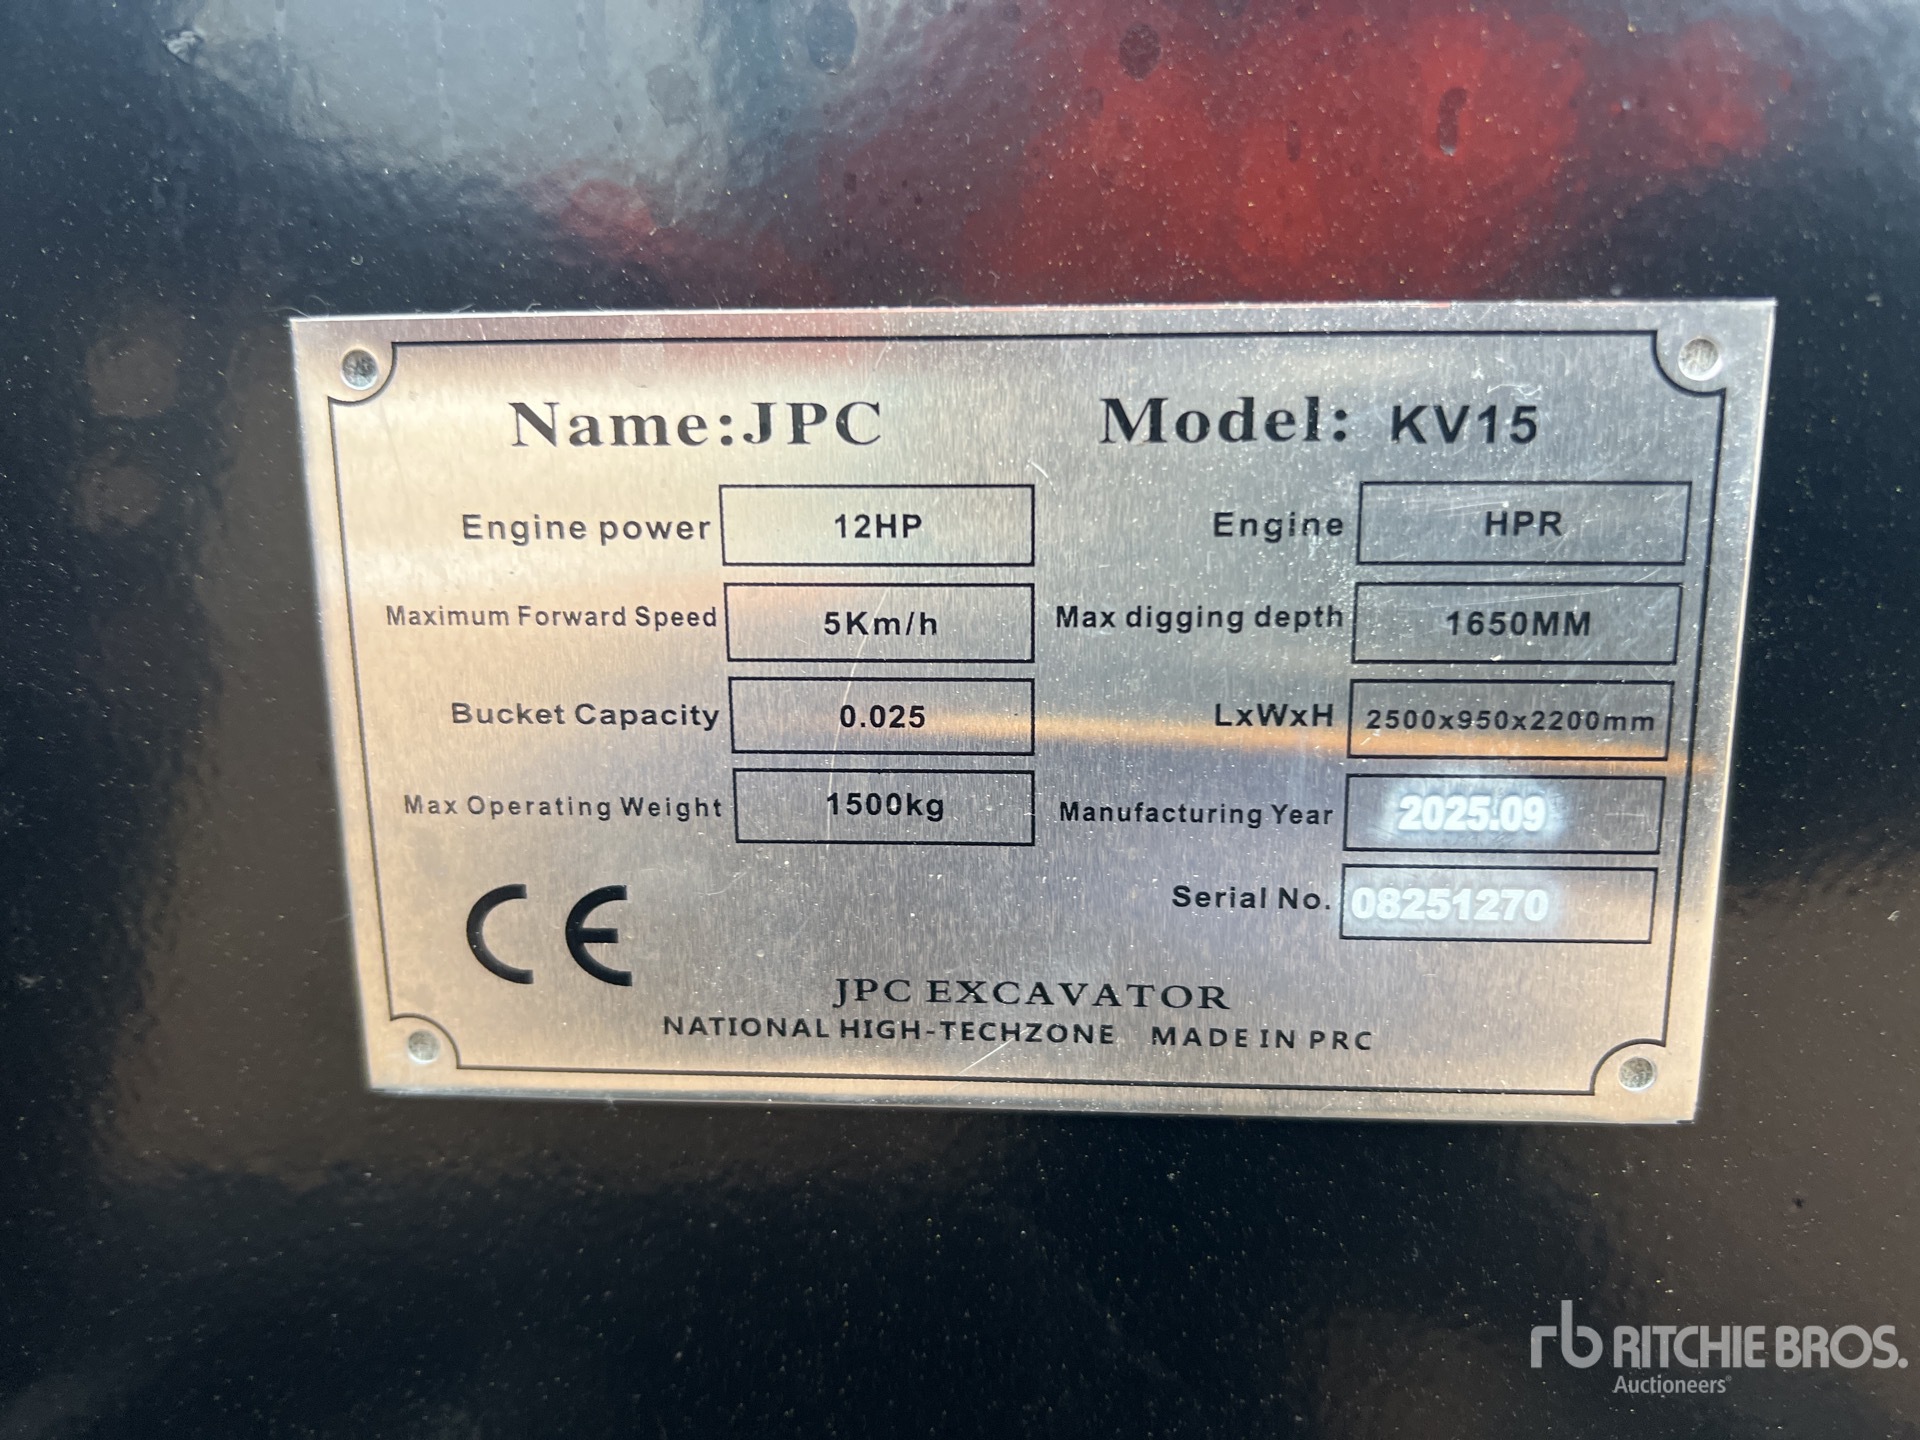 Name:JPC Model: KV15
Engine power 12HP Engine HPR
Maximum Forward Speed 5Km/h Max digging depth 1650MM
Bucket Capacity 0.025 LxWxH 2500x950x2200mm
Max Operating Weight 1500kg Manufacturing Year 2025.09
Serial No. 08251270
CE
JPC EXCAVATOR
NATIONAL HIGH-TECHZONE MADE IN PRC
rb RITCHIE BROS.
Auctioneers®